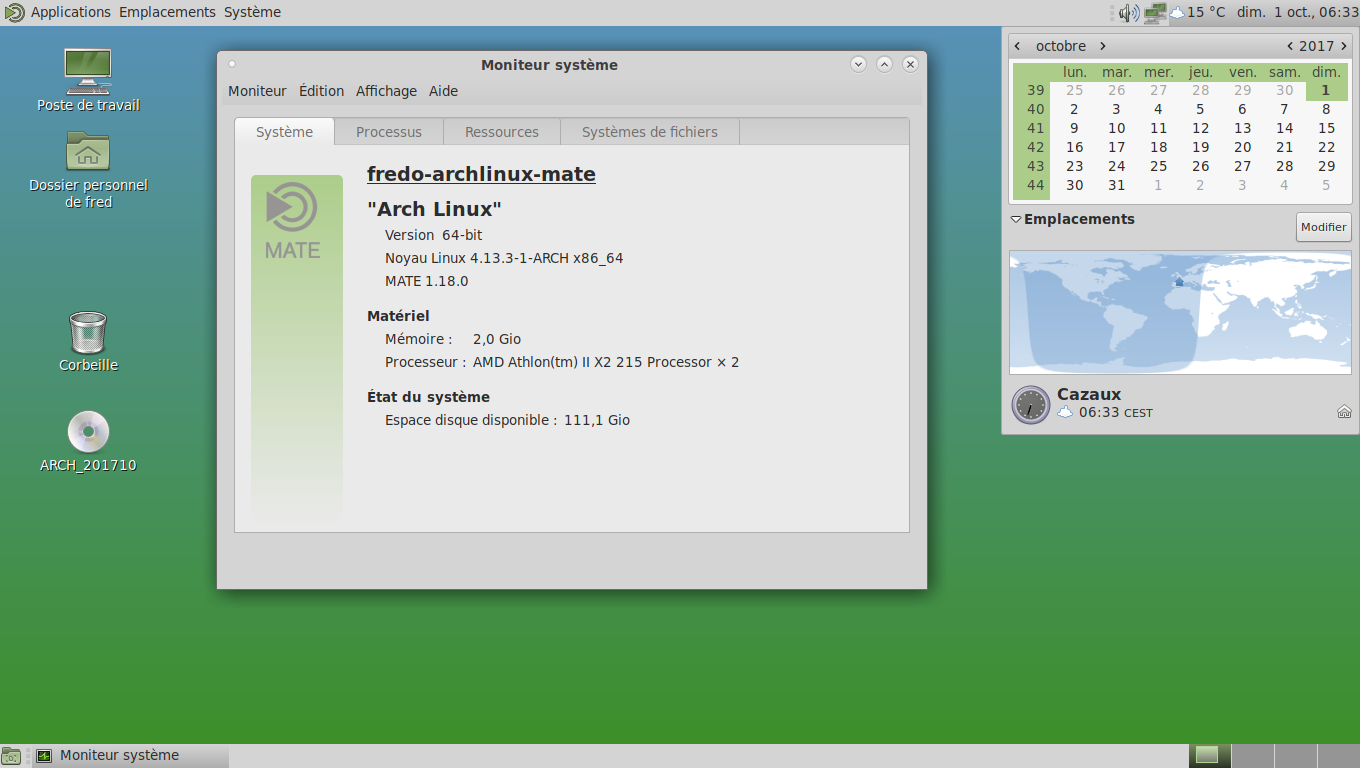 Applications Emplacements Système
15 °C dim. 1 oct., 06:33
Poste de travail
Dossier personnel
de fred
Corbeille
ARCH_201710
Moniteur système
Moniteur Édition Affichage Aide
Système Processus Ressources Systèmes de fichiers
MATE
fredo-archlinux-mate
"Arch Linux"
Version 64-bit
Noyau Linux 4.13.3-1-ARCH x86_64
MATE 1.18.0
Matériel
Mémoire : 2,0 Gio
Processeur : AMD Athlon(tm) II X2 215 Processor × 2
État du système
Espace disque disponible : 111,1 Gio
‹ octobre › ‹ 2017 ›
lun. mar. mer. jeu. ven. sam. dim.
39 25 26 27 28 29 30 1
40 2 3 4 5 6 7 8
41 9 10 11 12 13 14 15
42 16 17 18 19 20 21 22
43 23 24 25 26 27 28 29
44 30 31 1 2 3 4 5
Emplacements
Modifier
Cazaux
06:33 CEST
Moniteur système